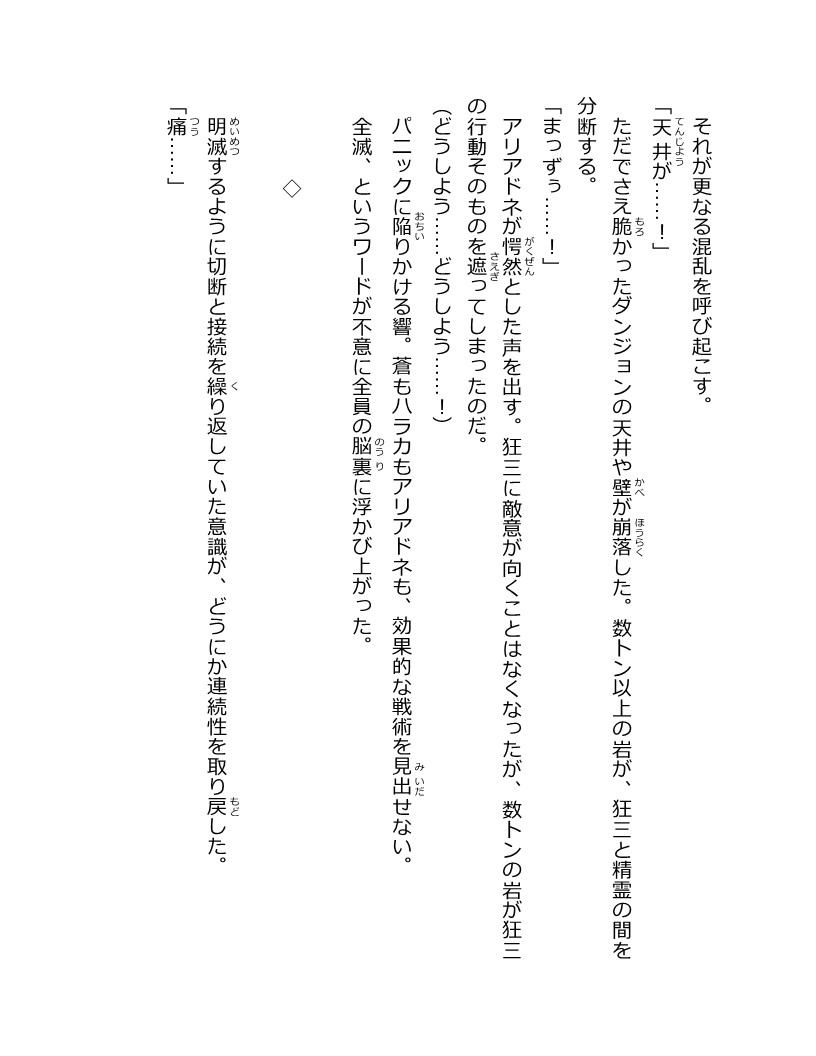 それが更なる混乱を呼び起こす。
「天井が……！」
ただでさえ脆かったダンジョンの天井や壁が崩落した。数トン以上の岩が、狂三と精霊の間を
分断する。
「まっずぅ……！」
アリアドネが愕然とした声を出す。狂三に敵意が向くことはなくなったが、数トンの岩が狂三
の行動そのものを遮ってしまったのだ。
（どうしよう……どうしよう……！）
パニックに陥りかける響。蒼もハラカもアリアドネも、効果的な戦術を見出せない。
全滅、というワードが不意に全員の脳裏に浮かび上がった。
◇
明滅するように切断と接続を繰り返していた意識が、どうにか連続性を取り戻した。
「痛……」